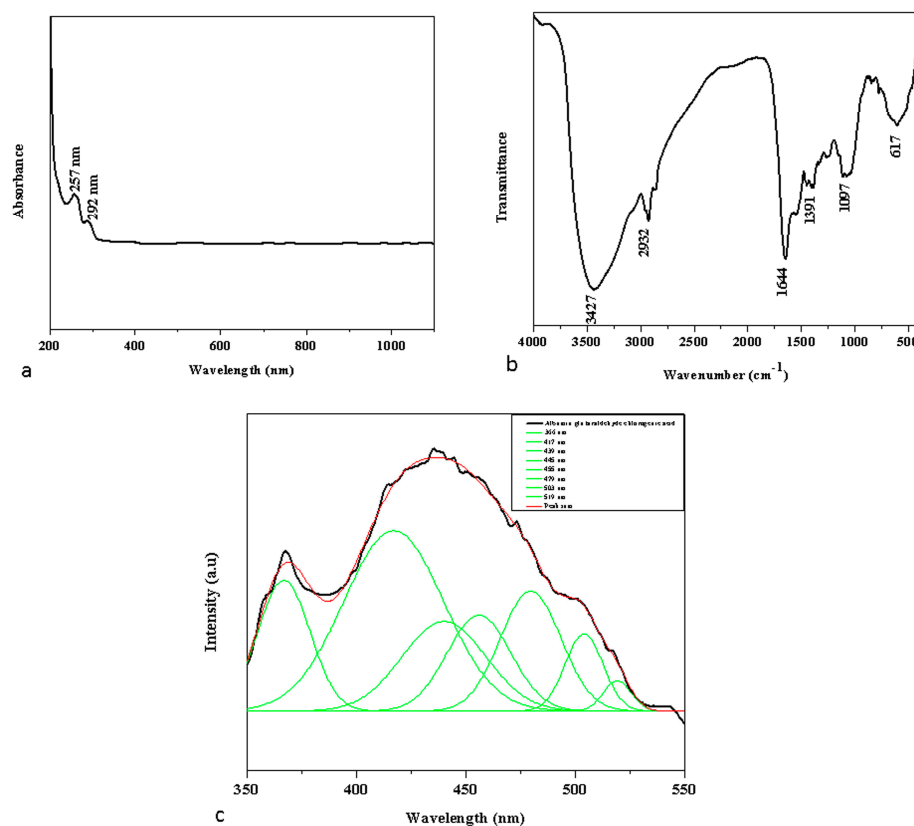 Absorbance
257 nm
292 nm
200 400 600 800 1000
Wavelength (nm)
a
Transmittance
3427
2932
1644
1391
1097
617
4000 3500 3000 2500 2000 1500 1000 500
Wavenumber (cm⁻¹)
b
Intensity (a.u)
366 nm
417 nm
439 nm
445 nm
455 nm
479 nm
503 nm
519 nm
Peak sum
350 400 450 500 550
Wavelength (nm)
c